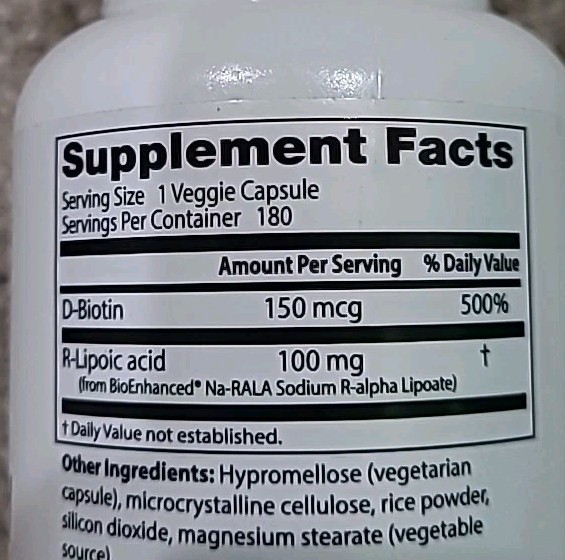 Supplement Facts
Serving Size 1 Veggie Capsule
Servings Per Container 180
Amount Per Serving % Daily Value
D-Biotin 150 mcg 500%
R-Lipoic acid 100 mg †
(from BioEnhanced® Na-RALA Sodium R-alpha Lipoate)
† Daily Value not established.
Other Ingredients: Hypromellose (vegetarian
capsule), microcrystalline cellulose, rice powder,
silicon dioxide, magnesium stearate (vegetable
source)